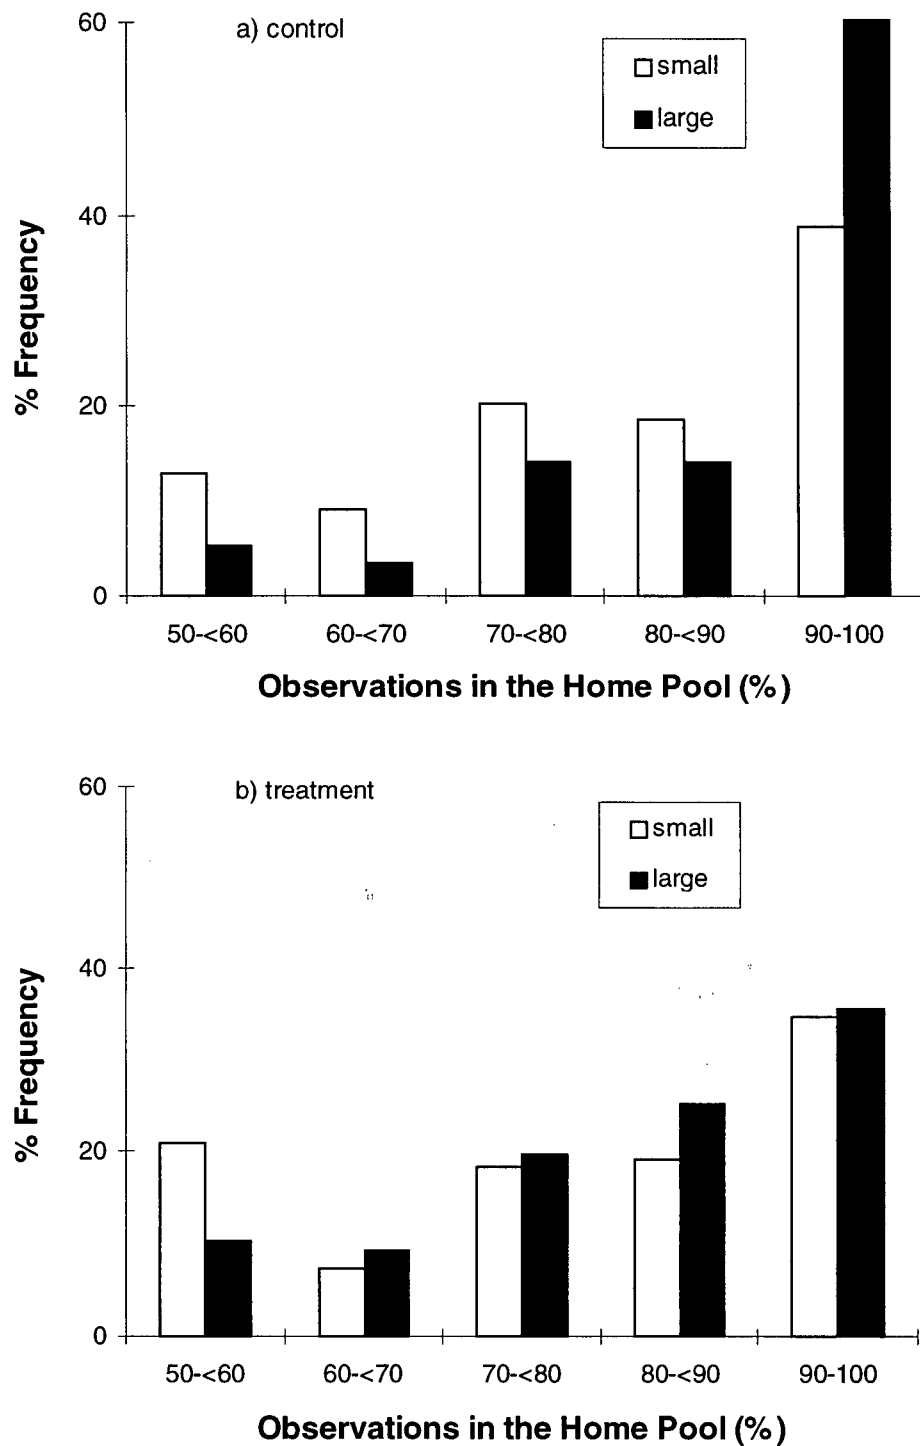 a) control
small
large
60
40
20
0
% Frequency
50-<60 60-<70 70-<80 80-<90 90-100
Observations in the Home Pool (%)
b) treatment
small
large
60
40
20
0
% Frequency
50-<60 60-<70 70-<80 80-<90 90-100
Observations in the Home Pool (%)